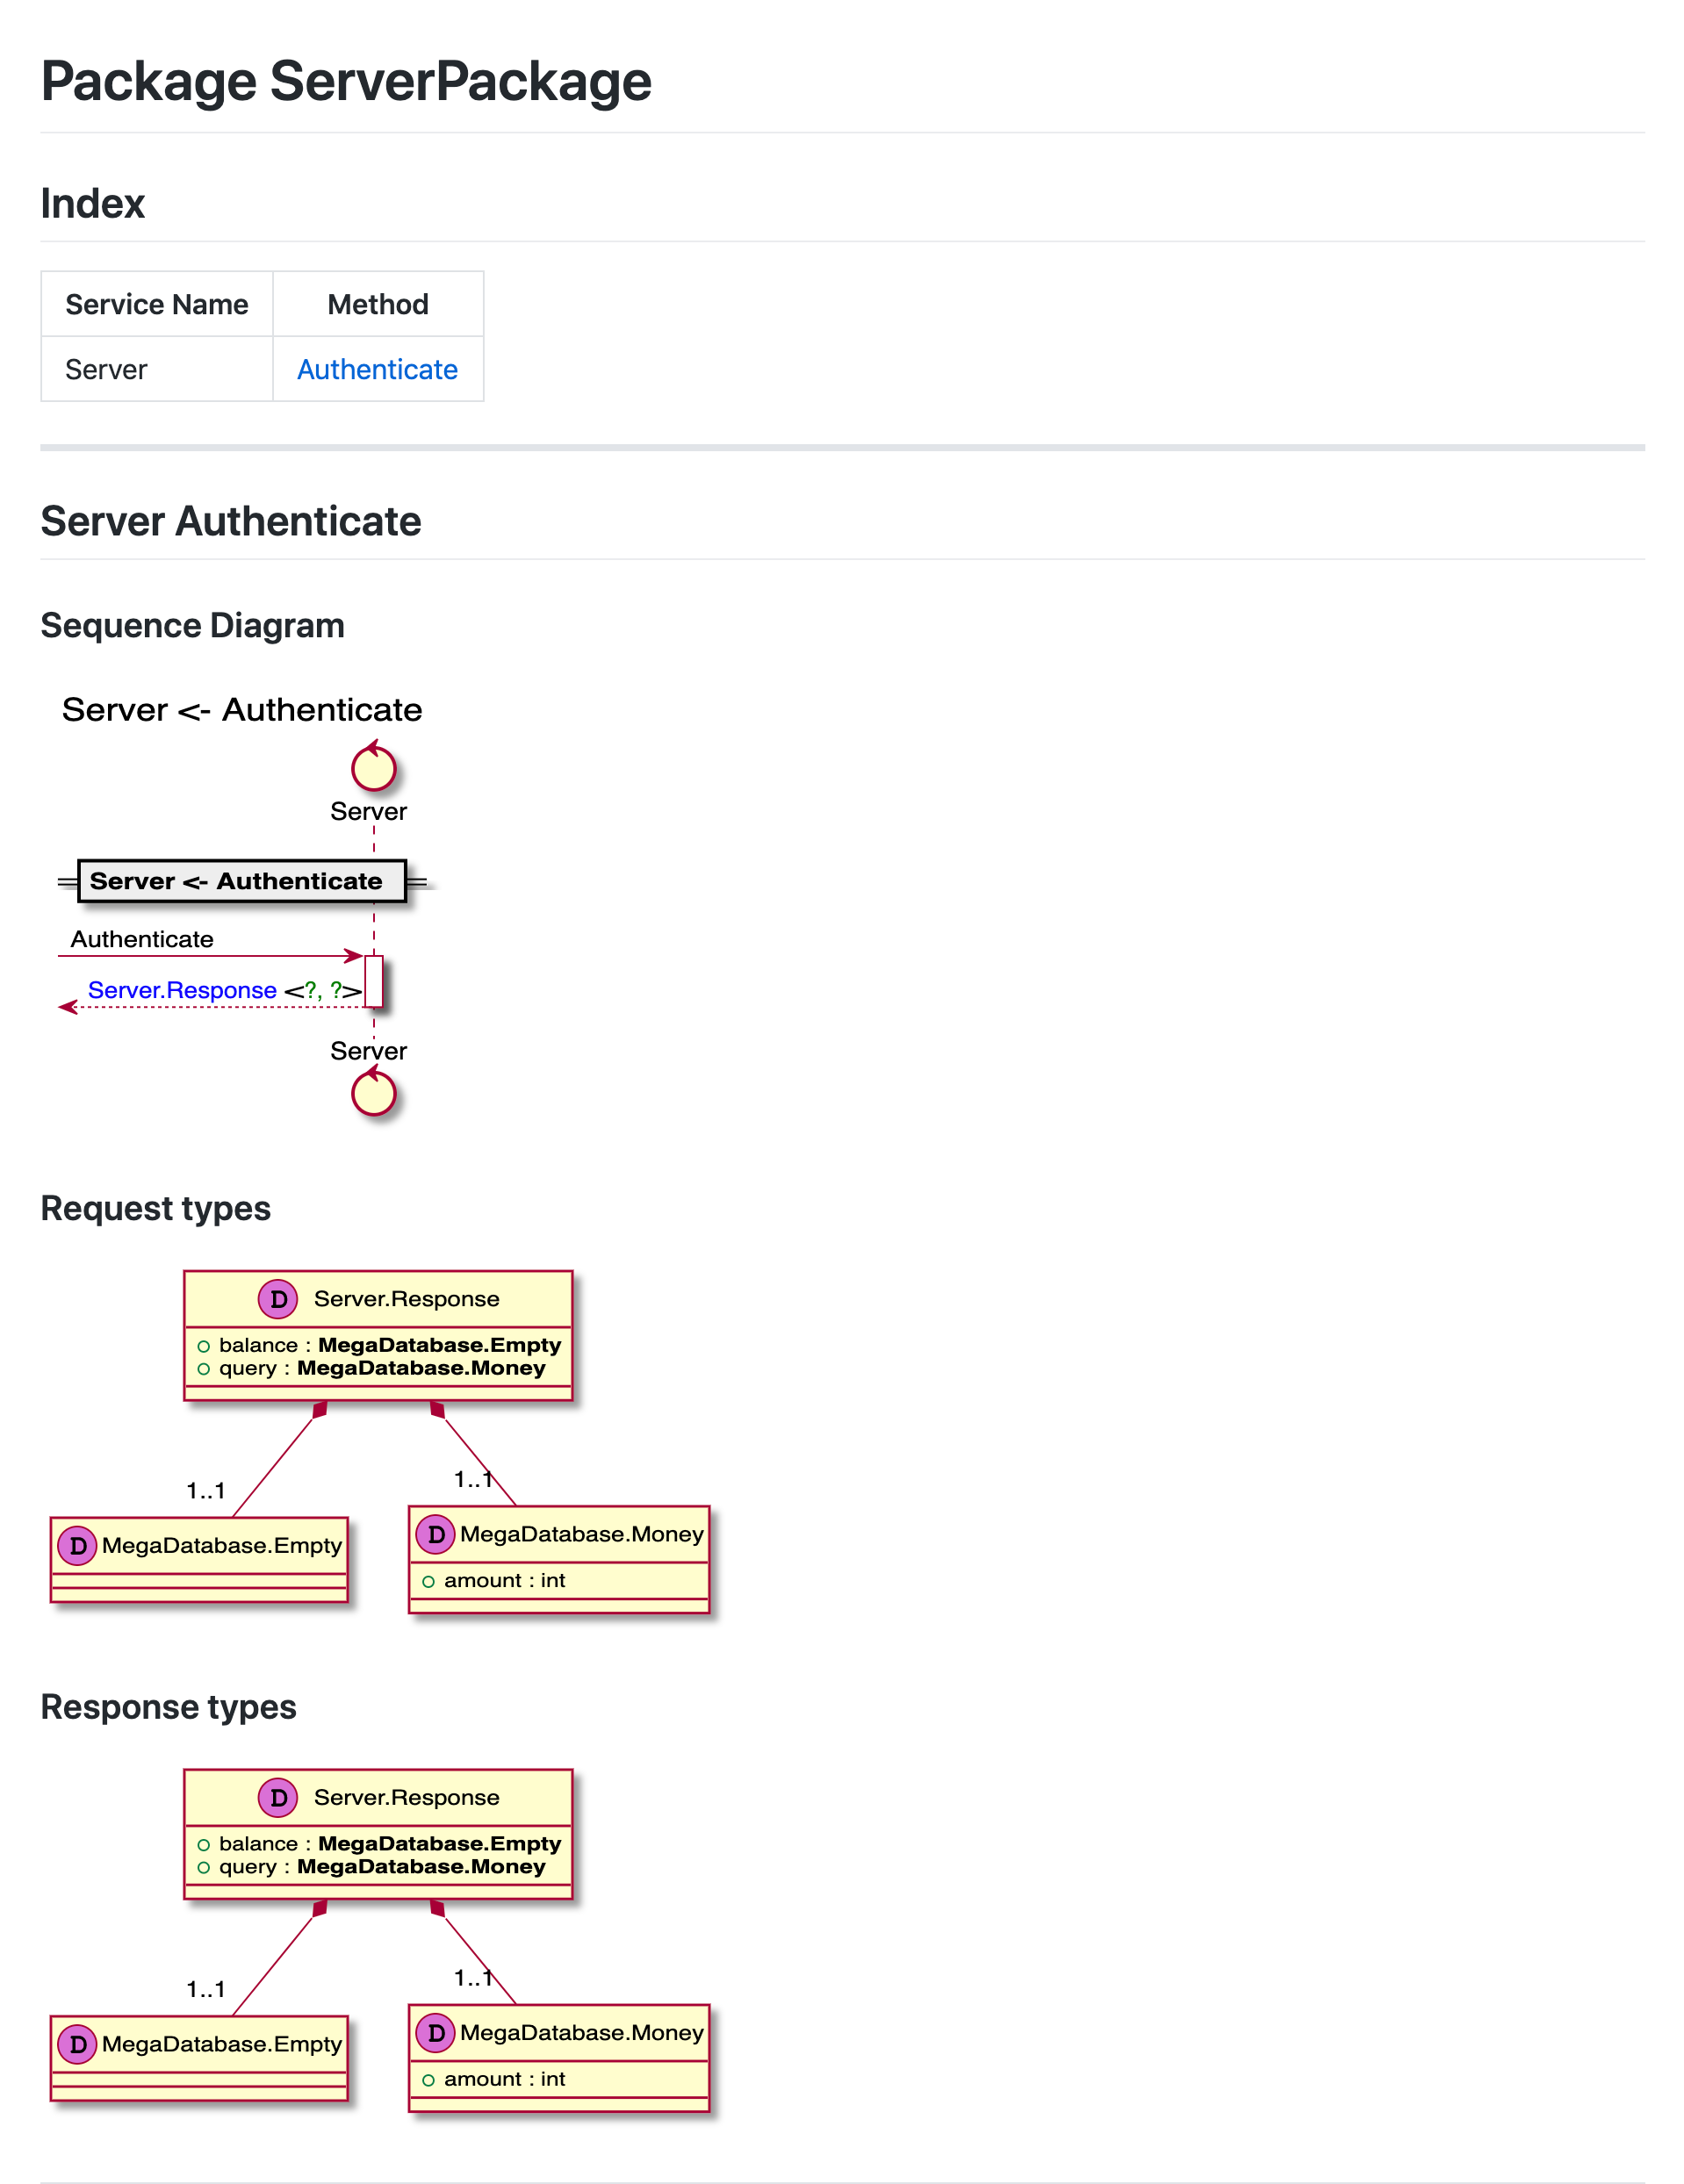 Package ServerPackage
Index
Service Name Method
Server Authenticate
Server Authenticate
Sequence Diagram
Server <- Authenticate
Server
Server <- Authenticate
Authenticate
Server.Response <?, ?>
Server
Request types
D Server.Response
balance : MegaDatabase.Empty
query : MegaDatabase.Money
1..1
1..1
D MegaDatabase.Empty
D MegaDatabase.Money
amount : int
Response types
D Server.Response
balance : MegaDatabase.Empty
query : MegaDatabase.Money
1..1
1..1
D MegaDatabase.Empty
D MegaDatabase.Money
amount : int